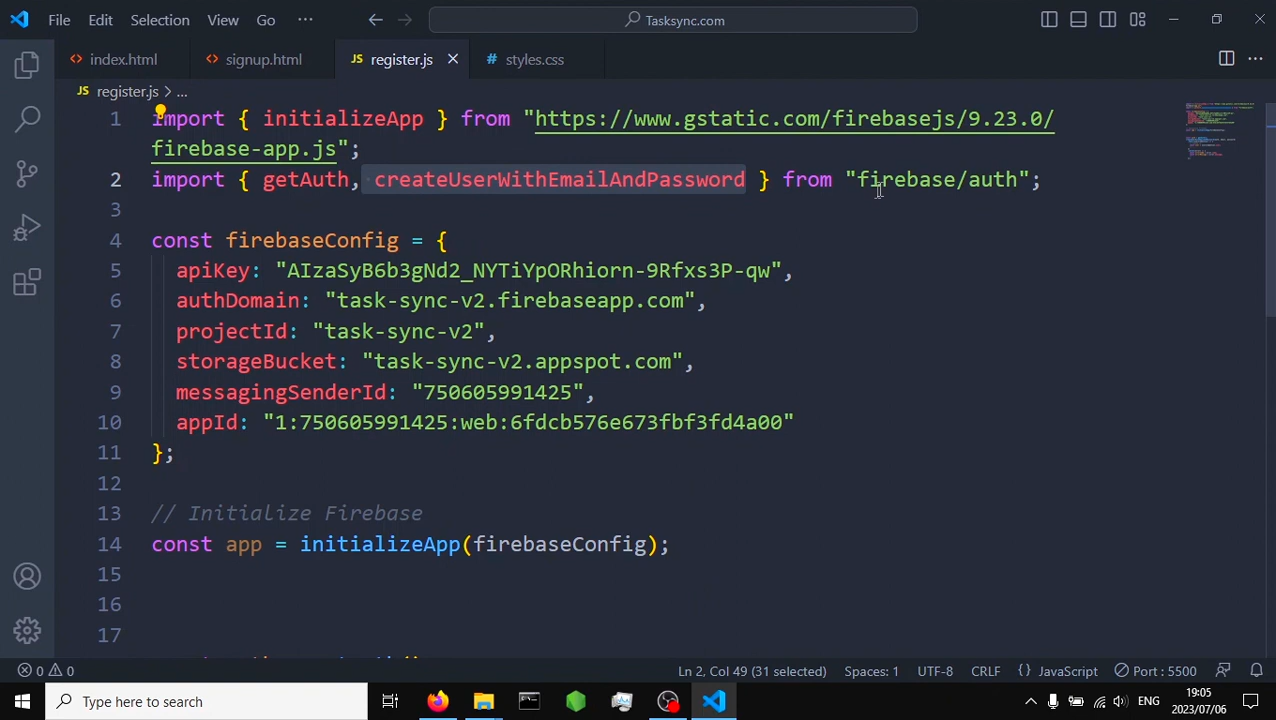 File Edit Selection View Go ··· Tasksync.com
index.html signup.html JS register.js # styles.css
JS register.js > ...
1 import { initializeApp } from "https://www.gstatic.com/firebasejs/9.23.0/
firebase-app.js";
2 import { getAuth, createUserWithEmailAndPassword } from "firebase/auth";
3
4 const firebaseConfig = {
5 apiKey: "AIzaSyB6b3gNd2_NYTiYpORhiorn-9Rfxs3P-qw",
6 authDomain: "task-sync-v2.firebaseapp.com",
7 projectId: "task-sync-v2",
8 storageBucket: "task-sync-v2.appspot.com",
9 messagingSenderId: "750605991425",
10 appId: "1:750605991425:web:6fdcb576e673fbf3fd4a00"
11 };
12
13 // Initialize Firebase
14 const app = initializeApp(firebaseConfig);
15
16
17
0 0 Ln 2, Col 49 (31 selected) Spaces: 1 UTF-8 CRLF {} JavaScript Port : 5500
Type here to search ENG 19:05
2023/07/06